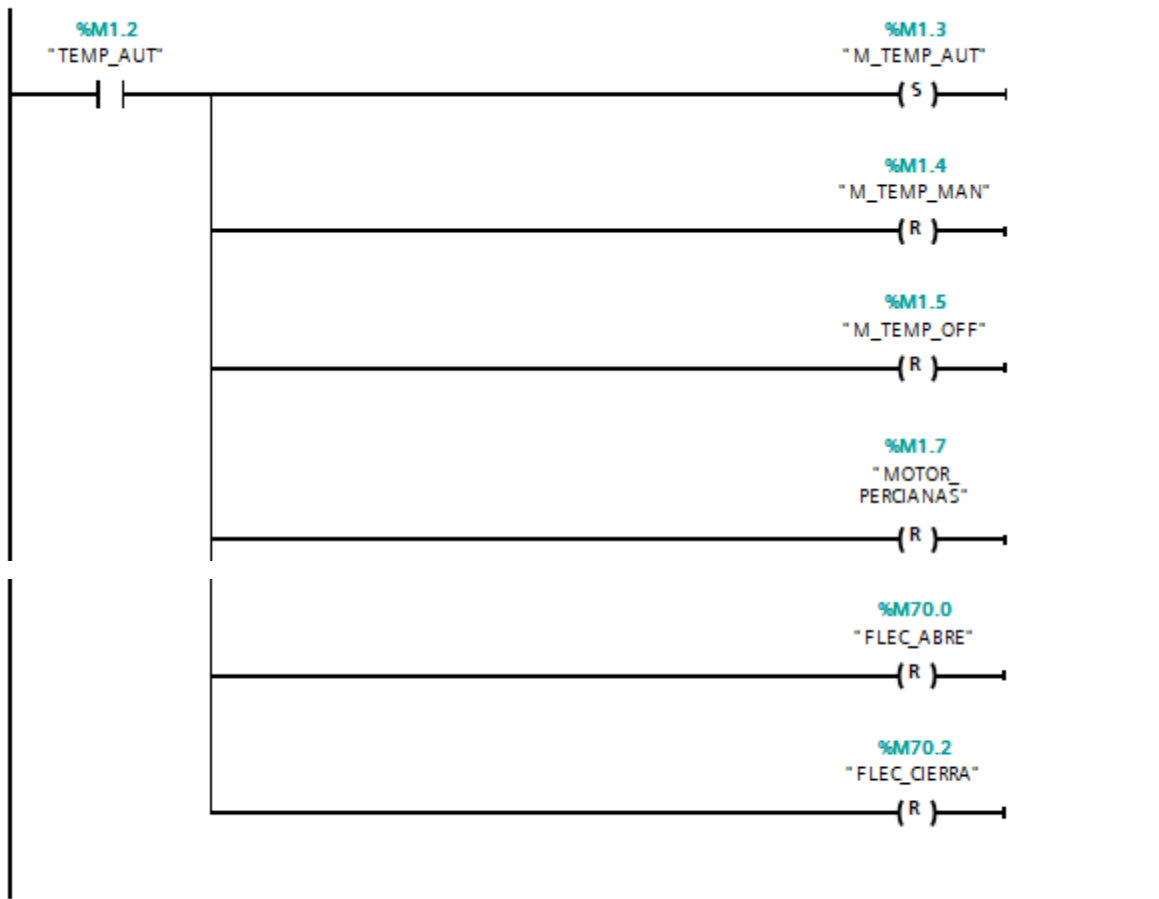 %M1.2
"TEMP_AUT"
%M1.3
"M_TEMP_AUT"
S
%M1.4
"M_TEMP_MAN"
R
%M1.5
"M_TEMP_OFF"
R
%M1.7
"MOTOR_
PERCIANAS"
R
%M70.0
"FLEC_ABRE"
R
%M70.2
"FLEC_CIERRA"
R